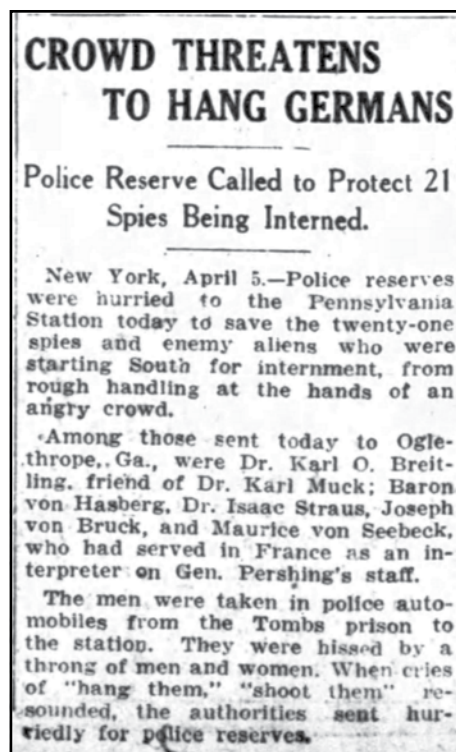 CROWD THREATENS
TO HANG GERMANS
Police Reserve Called to Protect 21
Spies Being Interned.
New York, April 5.—Police reserves
were hurried to the Pennsylvania
Station today to save the twenty-one
spies and enemy aliens who were
starting South for internment, from
rough handling at the hands of an
angry crowd.
Among those sent today to Ogle-
thrope, Ga., were Dr. Karl O. Breit-
ling, friend of Dr. Karl Muck; Baron
von Hasberg, Dr. Isaac Straus, Joseph
von Bruck, and Maurice von Seebeck,
who had served in France as an in-
terpreter on Gen. Pershing's staff.
The men were taken in police auto-
mobiles from the Tombs prison to
the station. They were hissed by a
throng of men and women. When cries
of "hang them," "shoot them" re-
sounded, the authorities sent hur-
riedly for police reserves.